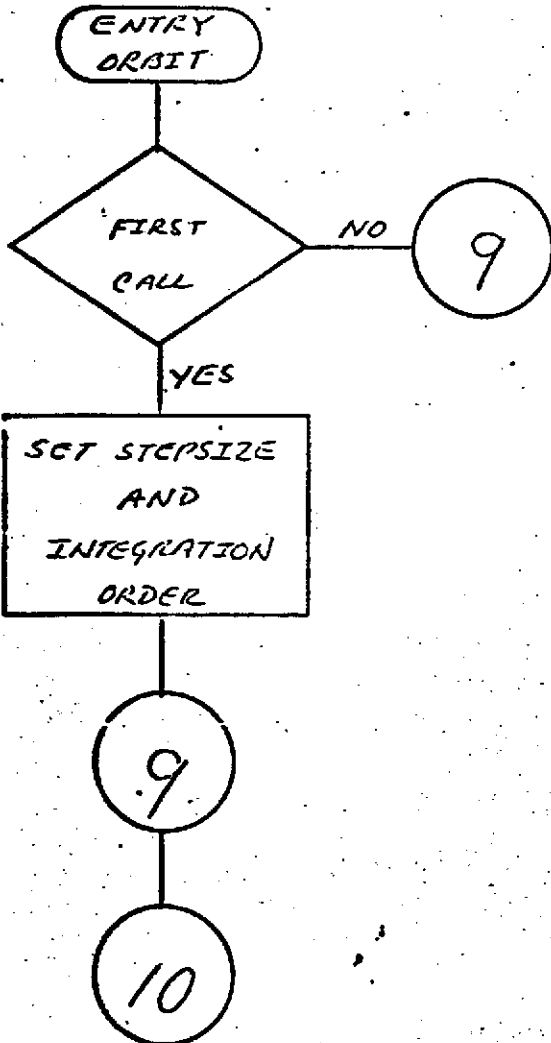 ENTRY
ORBIT
FIRST
CALL
NO
9
YES
SET STEPSIZE
AND
INTEGRATION
ORDER
9
10